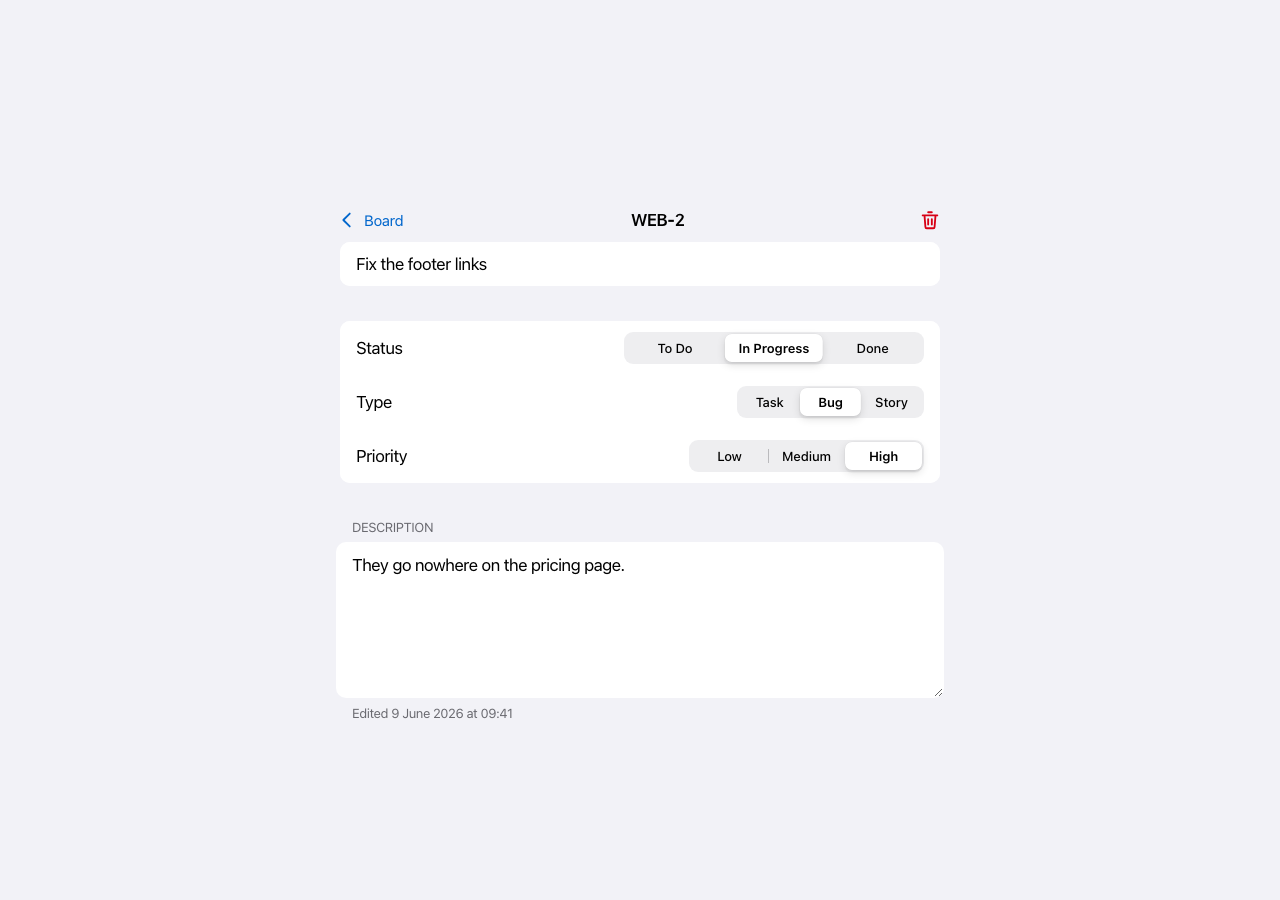 Board
WEB-2
Fix the footer links
Status
To Do
In Progress
Done
Type
Task
Bug
Story
Priority
Low
Medium
High
DESCRIPTION
They go nowhere on the pricing page.
Edited 9 June 2026 at 09:41